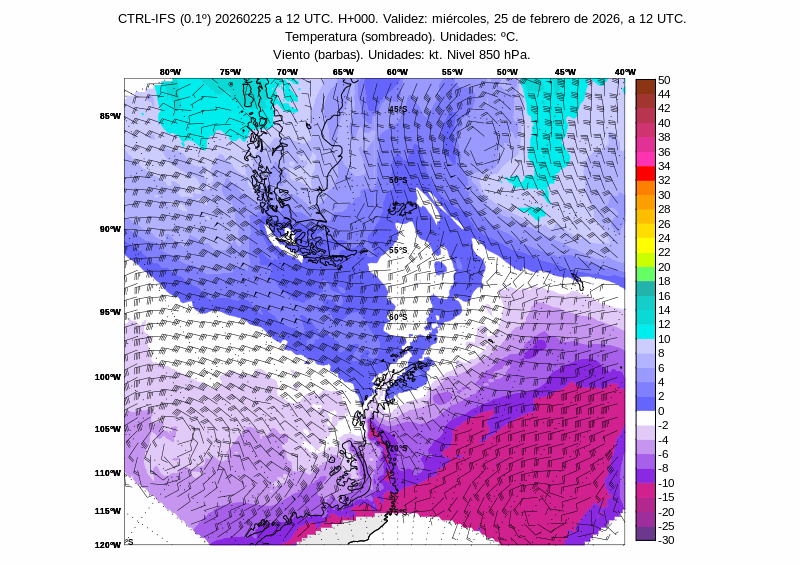 CTRL-IFS (0.1º) 20260225 a 12 UTC. H+000. Validez: miércoles, 25 de febrero de 2026, a 12 UTC.
Temperatura (sombreado). Unidades: ºC.
Viento (barbas). Unidades: kt. Nivel 850 hPa.
80°W 75°W 70°W 65°W 60°W 55°W 50°W 45°W 40°W
85°W
90°W
95°W
100°W
105°W
110°W
115°W
120°W
45°S
50°S
55°S
60°S
65°S
70°S
°S
50
44
42
40
38
36
34
32
30
28
26
24
22
20
18
16
14
12
10
8
6
4
2
0
-2
-4
-6
-8
-10
-15
-20
-25
-30